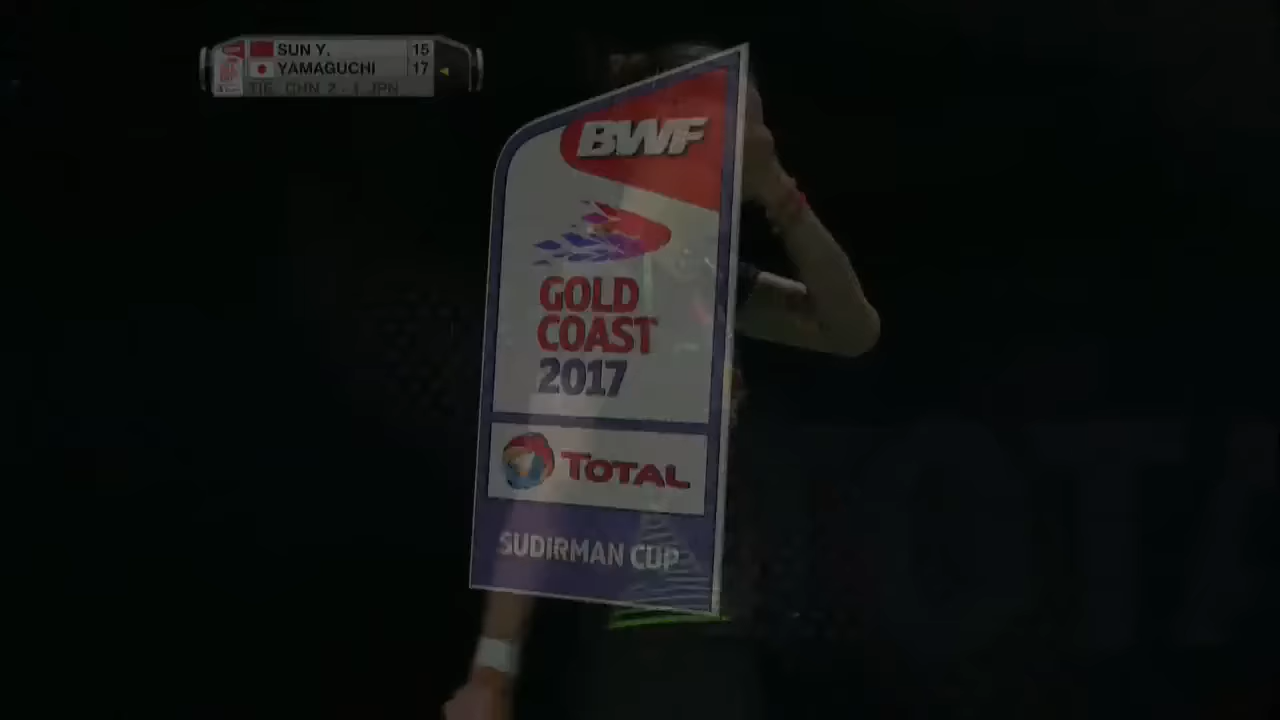 SUN Y. 15
YAMAGUCHI 17
TIE CHN 2 - 1 JPN
BWF
GOLD
COAST
2017
TOTAL
SUDIRMAN CUP